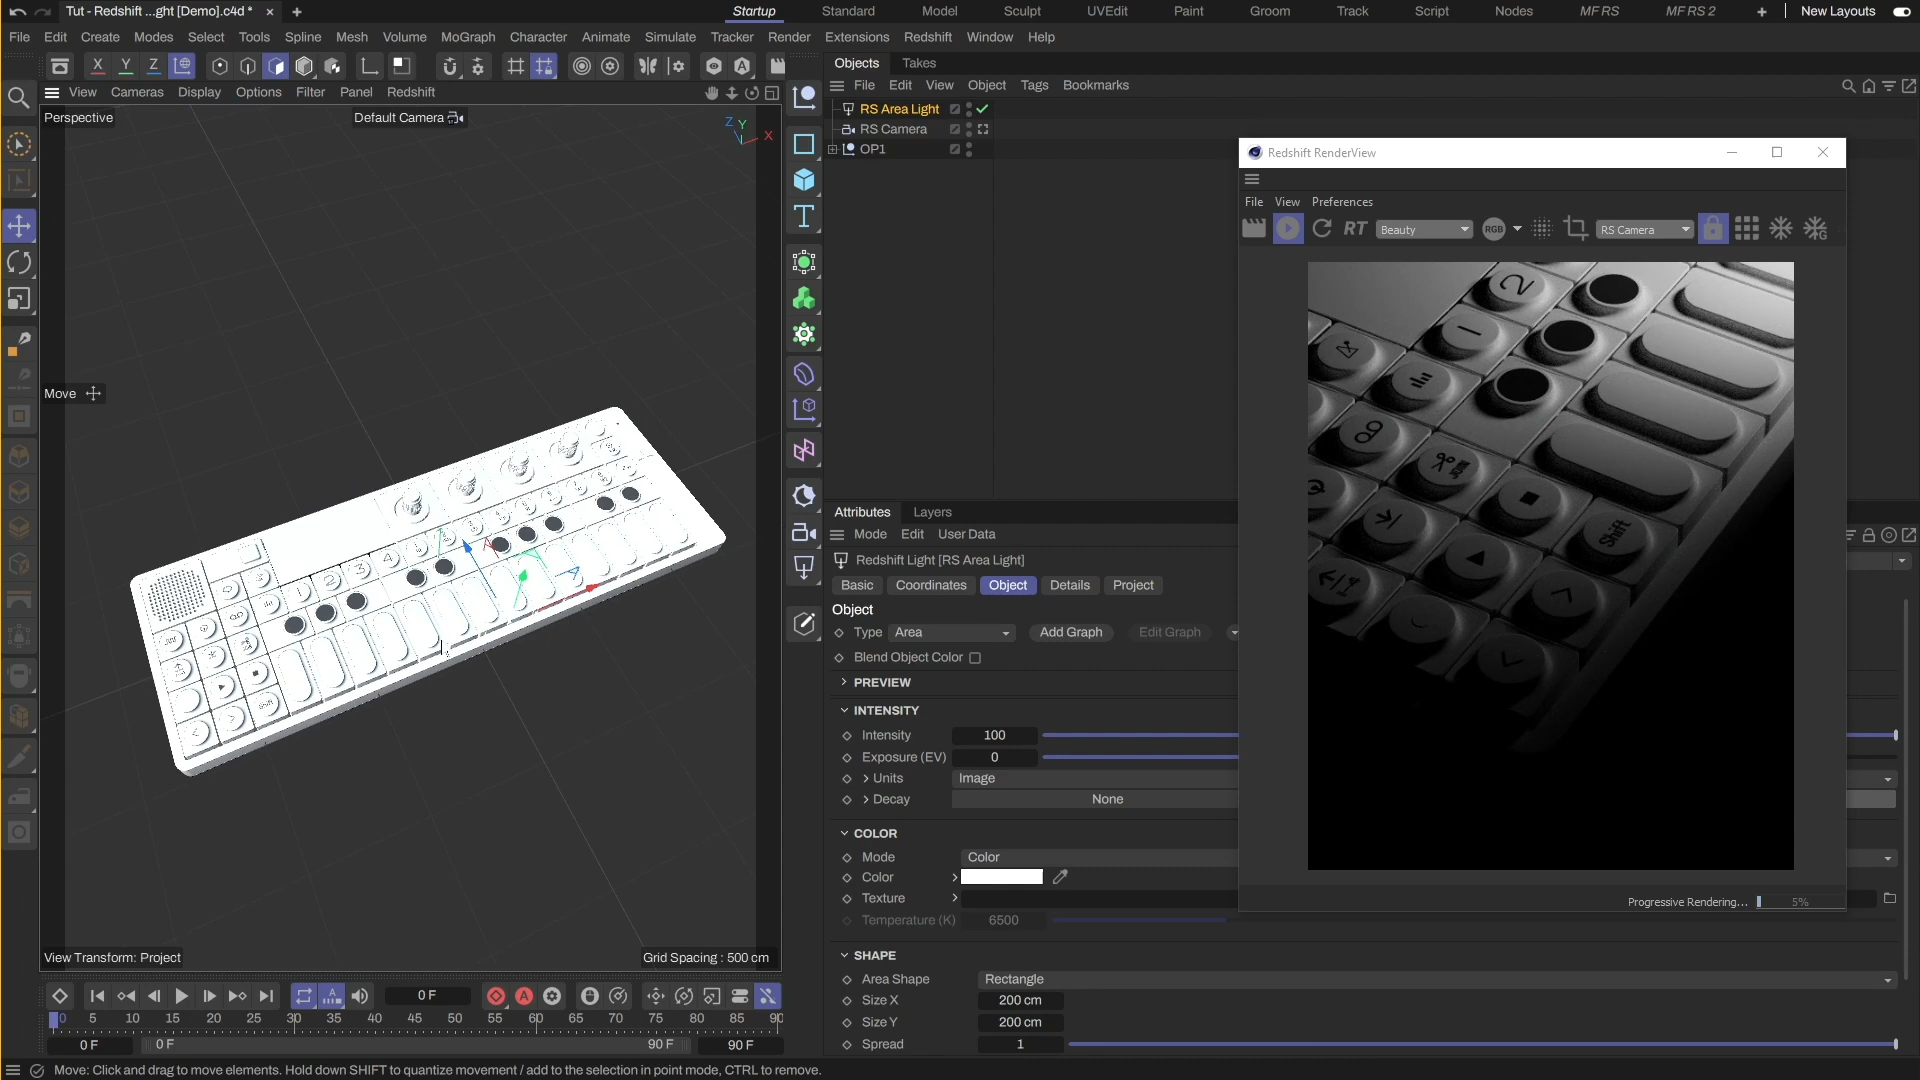 Tut - Redshift ...ght [Demo].c4d *
Startup
Standard
Model
Sculpt
UVEdit
Paint
Groom
Track
Script
Nodes
MF RS
MF RS 2
New Layouts
File Edit Create Modes Select Tools Spline Mesh Volume MoGraph Character Animate Simulate Tracker Render Extensions Redshift Window Help
X Y Z
Objects Takes
View Cameras Display Options Filter Panel Redshift
File Edit View Object Tags Bookmarks
Perspective
Default Camera
Z Y X
RS Area Light
RS Camera
OP1
Redshift RenderView
File View Preferences
RT
Beauty
RGB
RS Camera
G
Move
2
1
Shift
1 2 3 4
Shift
Attributes Layers
Mode Edit User Data
Redshift Light [RS Area Light]
Basic Coordinates Object Details Project
Object
Type Area Add Graph Edit Graph
Blend Object Color
PREVIEW
INTENSITY
Intensity 100
Exposure (EV) 0
Units Image
Decay None
COLOR
Mode Color
Color
Texture
Temperature (K) 6500
Progressive Rendering... 5%
SHAPE
Area Shape Rectangle
Size X 200 cm
Size Y 200 cm
Spread 1
View Transform: Project
Grid Spacing : 500 cm
0 F
0 5 10 15 20 25 30 35 40 45 50 55 60 65 70 75 80 85 90
0 F 0 F 90 F 90 F
Move: Click and drag to move elements. Hold down SHIFT to quantize movement / add to the selection in point mode, CTRL to remove.